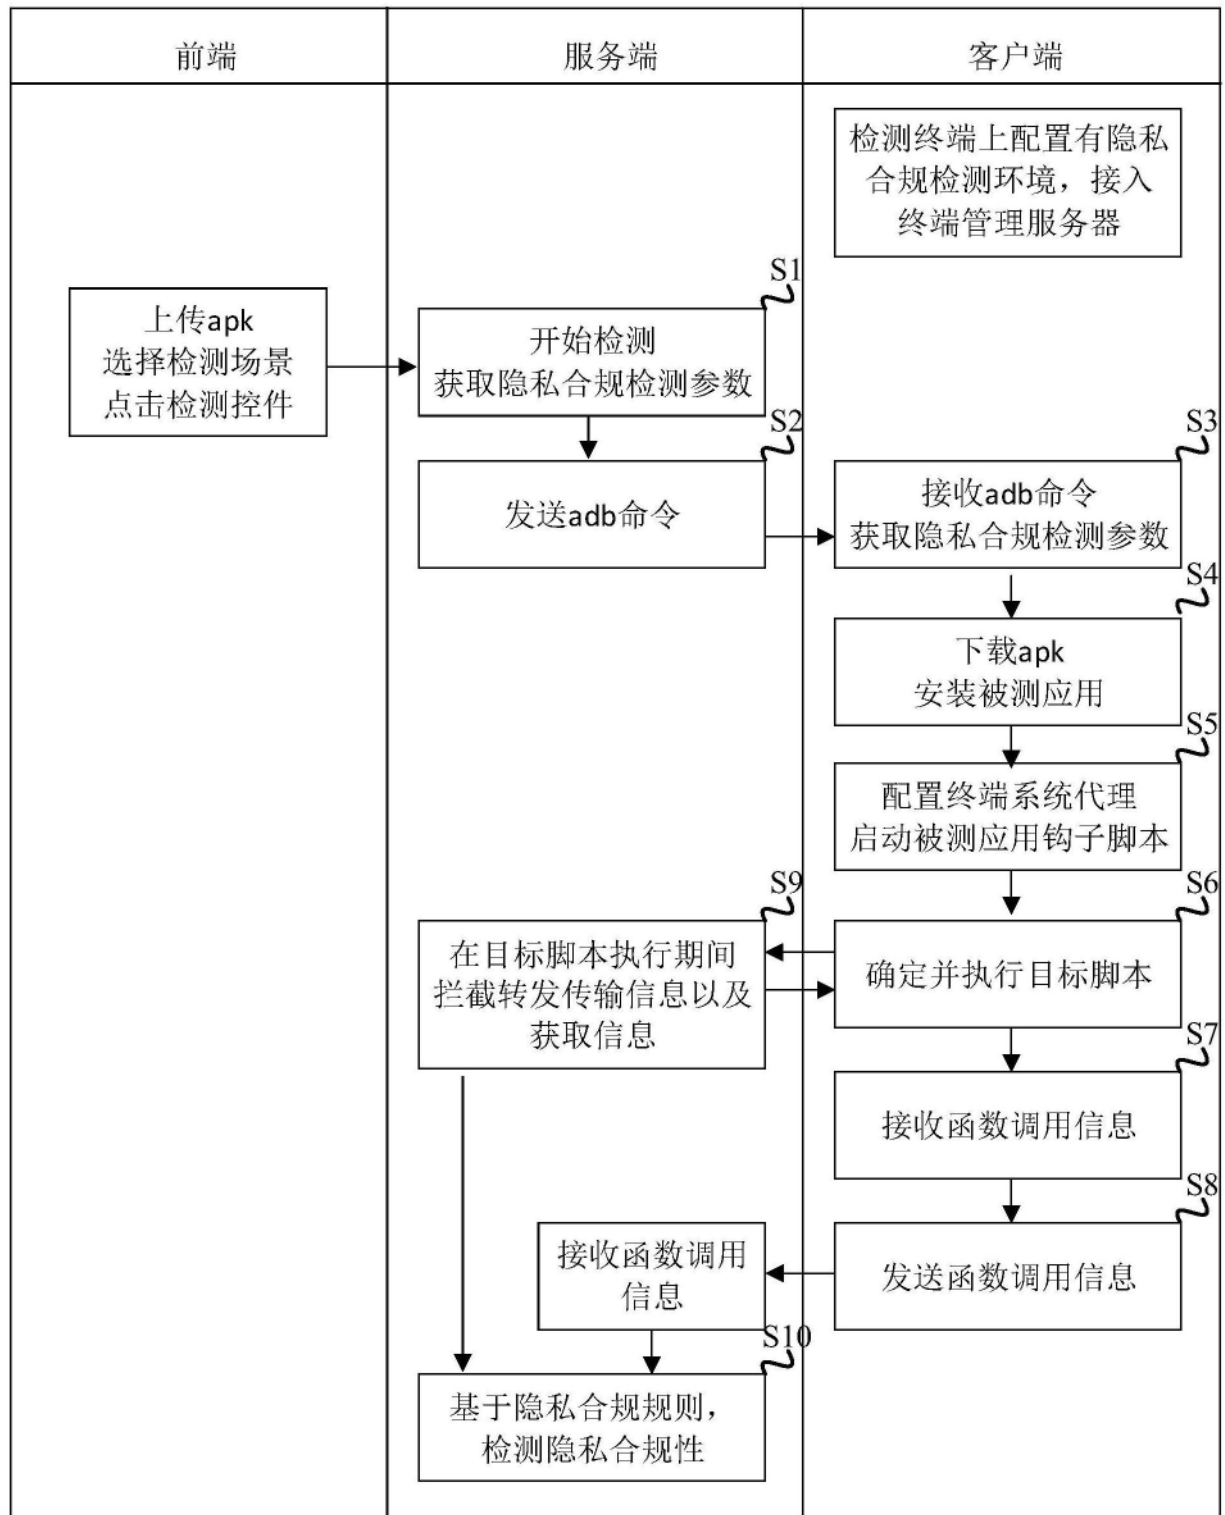 前端
服务端
客户端
检测终端上配置有隐私
合规检测环境，接入
终端管理服务器
上传apk
选择检测场景
点击检测控件
S1
开始检测
获取隐私合规检测参数
S2
发送adb命令
S3
接收adb命令
获取隐私合规检测参数
S4
下载apk
安装被测应用
S5
配置终端系统代理
启动被测应用钩子脚本
S6
确定并执行目标脚本
S9
在目标脚本执行期间
拦截转发传输信息以及
获取信息
S7
接收函数调用信息
S8
发送函数调用信息
接收函数调用
信息
S10
基于隐私合规规则，
检测隐私合规性